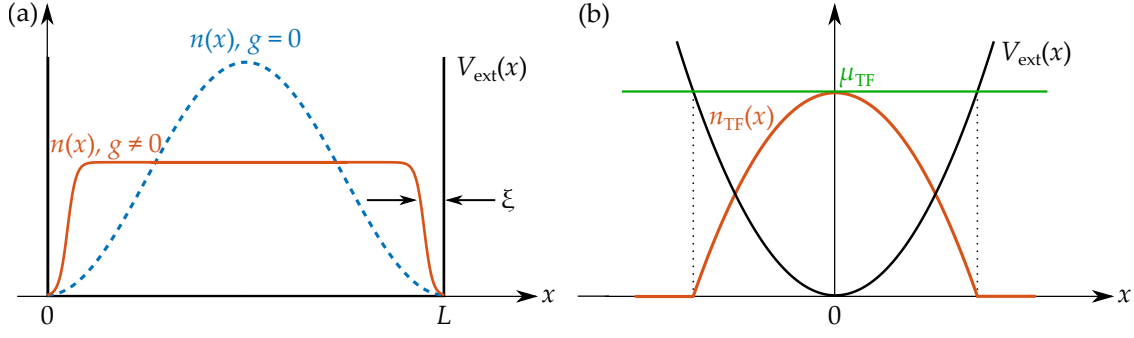 (a)
n(x), g = 0
V_ext(x)
n(x), g ≠ 0
ξ
x
0
L
(b)
V_ext(x)
μ_TF
n_TF(x)
x
0